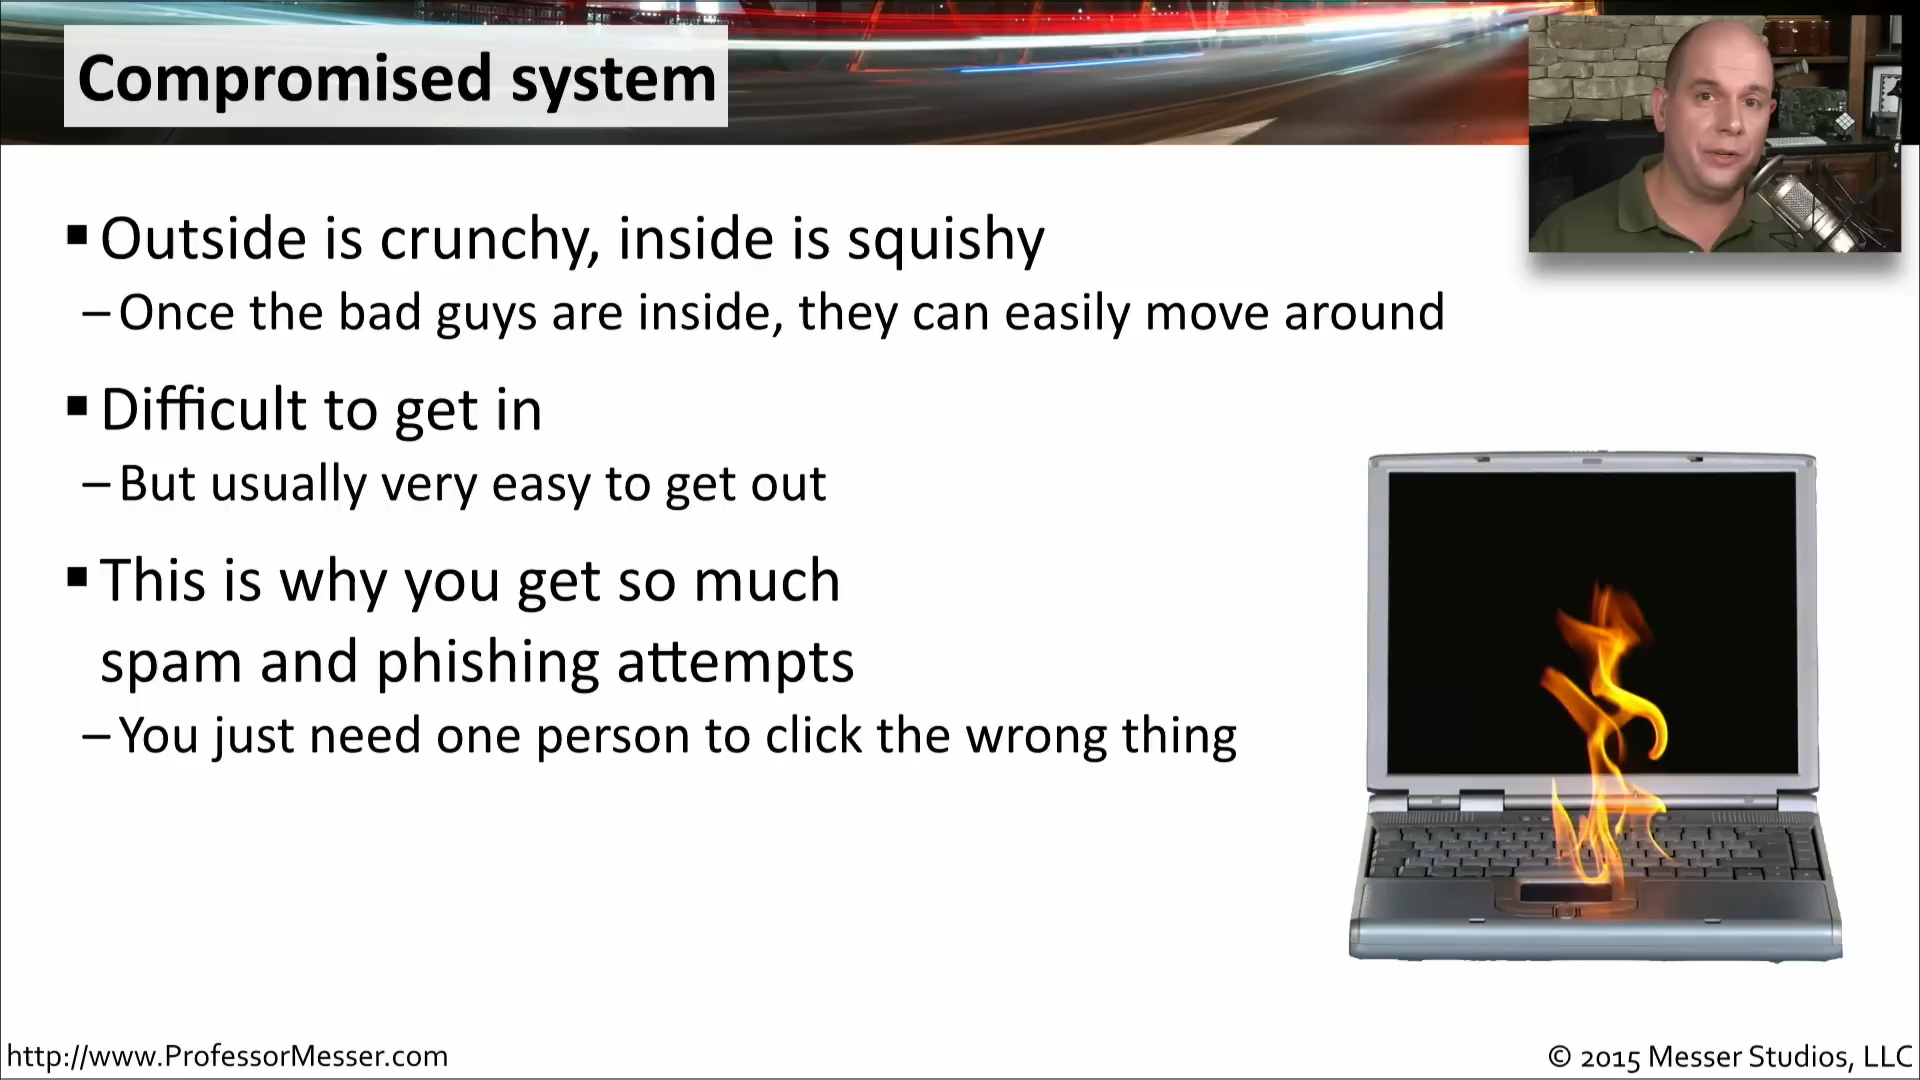 Compromised system
▪ Outside is crunchy, inside is squishy
– Once the bad guys are inside, they can easily move around
▪ Difficult to get in
– But usually very easy to get out
▪ This is why you get so much
spam and phishing attempts
– You just need one person to click the wrong thing
http://www.ProfessorMesser.com
© 2015 Messer Studios, LLC